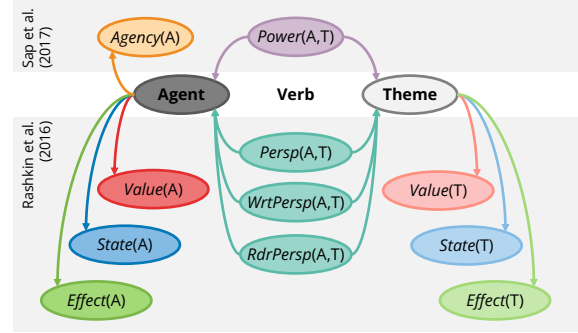 Sap et al.
(2017)
Agency(A)
Power(A,T)
Agent
Verb
Theme
Rashkin et al.
(2016)
Persp(A,T)
Value(A)
WrtPersp(A,T)
Value(T)
State(A)
RdrPersp(A,T)
State(T)
Effect(A)
Effect(T)